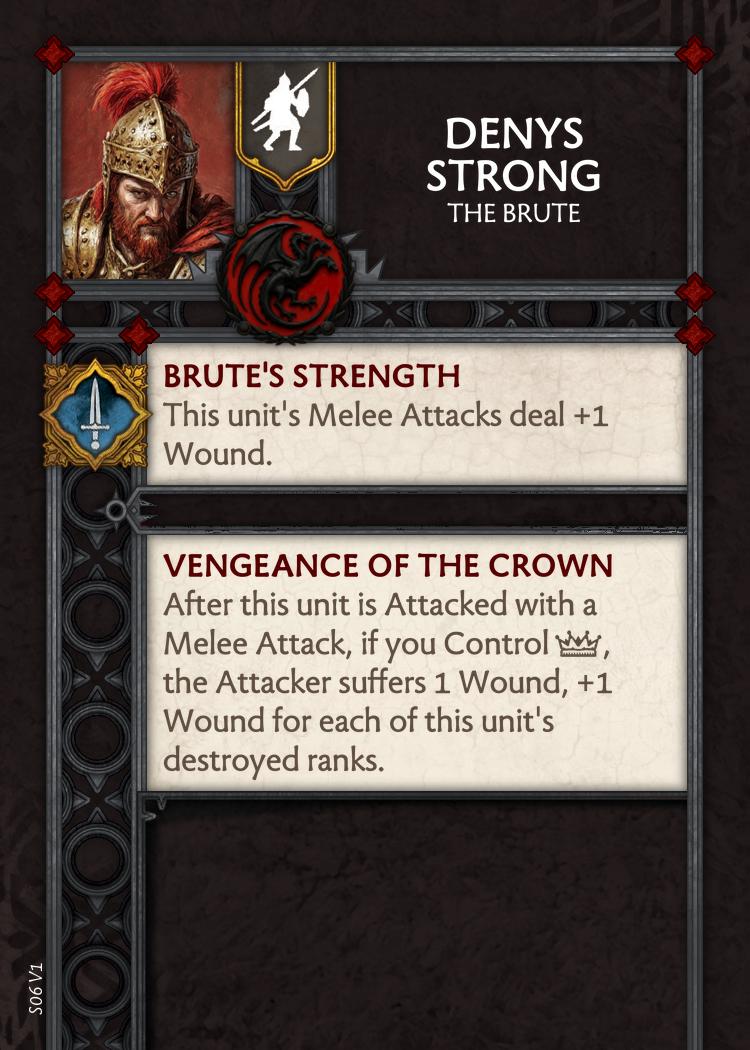 DENYS
STRONG
THE BRUTE
BRUTE'S STRENGTH
This unit's Melee Attacks deal +1
Wound.
VENGEANCE OF THE CROWN
After this unit is Attacked with a
Melee Attack, if you Control ,
the Attacker suffers 1 Wound, +1
Wound for each of this unit's
destroyed ranks.
S06 V1